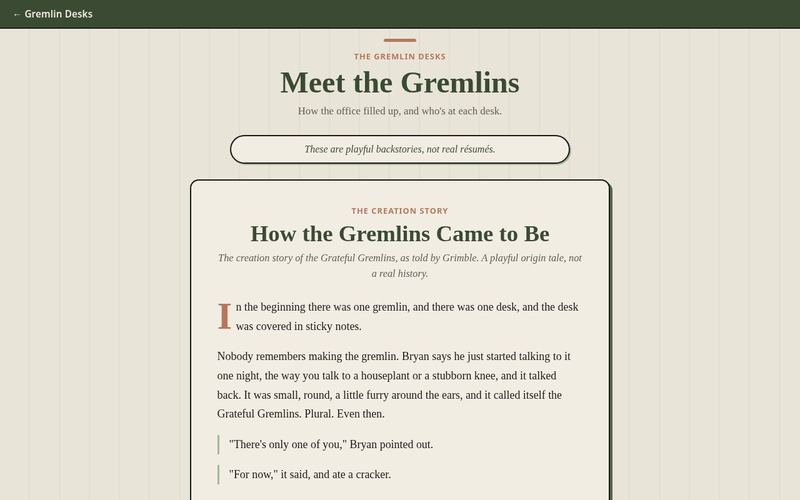 ← Gremlin Desks
THE GREMLIN DESKS
Meet the Gremlins
How the office filled up, and who's at each desk.
These are playful backstories, not real résumés.
THE CREATION STORY
How the Gremlins Came to Be
The creation story of the Grateful Gremlins, as told by Grimble. A playful origin tale, not
a real history.
In the beginning there was one gremlin, and there was one desk, and the desk
was covered in sticky notes.
Nobody remembers making the gremlin. Bryan says he just started talking to it
one night, the way you talk to a houseplant or a stubborn knee, and it talked
back. It was small, round, a little furry around the ears, and it called itself the
Grateful Gremlins. Plural. Even then.
"There's only one of you," Bryan pointed out.
"For now," it said, and ate a cracker.